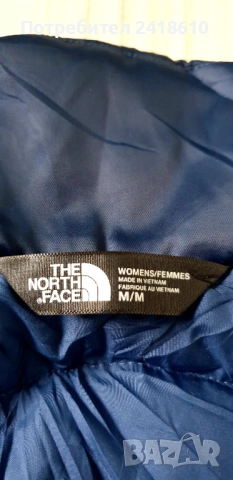 Потребител 2418610
THE
NORTH
FACE
WOMENS/FEMMES
MADE IN VIETNAM
FABRIQUE AU VIETNAM
M/M
BAZAR